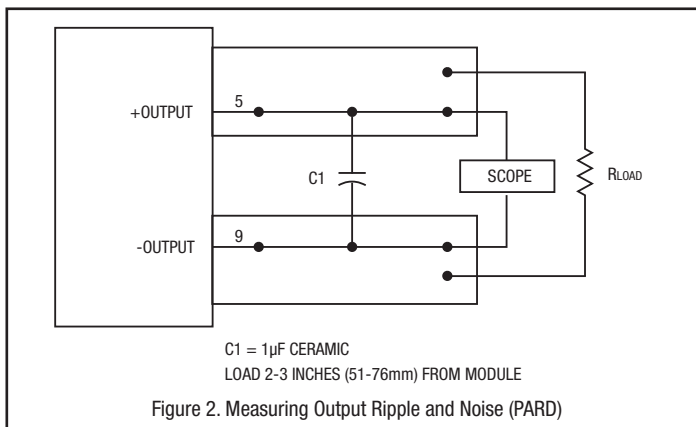 +OUTPUT
5
C1
SCOPE
RLOAD
-OUTPUT
9
C1 = 1µF CERAMIC
LOAD 2-3 INCHES (51-76mm) FROM MODULE
Figure 2. Measuring Output Ripple and Noise (PARD)